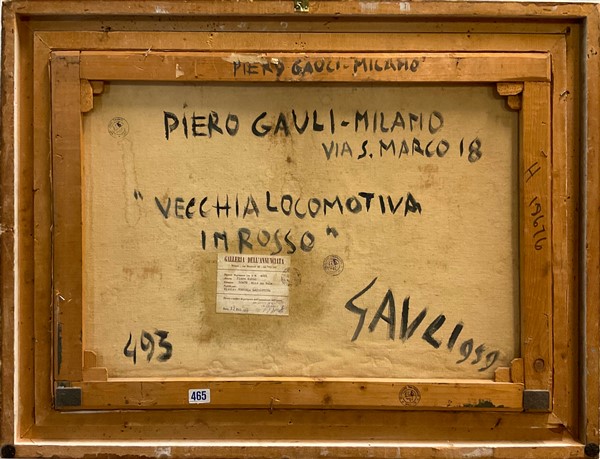 PIERO GAULI-MILANO
PIERO GAULI-MILANO
VIA S. MARCO 18
"VECCHIA LOCOMOTIVA
IN ROSSO"
GALLERIA DELL'ANNUNCIATA
GAULI 1959
493
465
H 19676